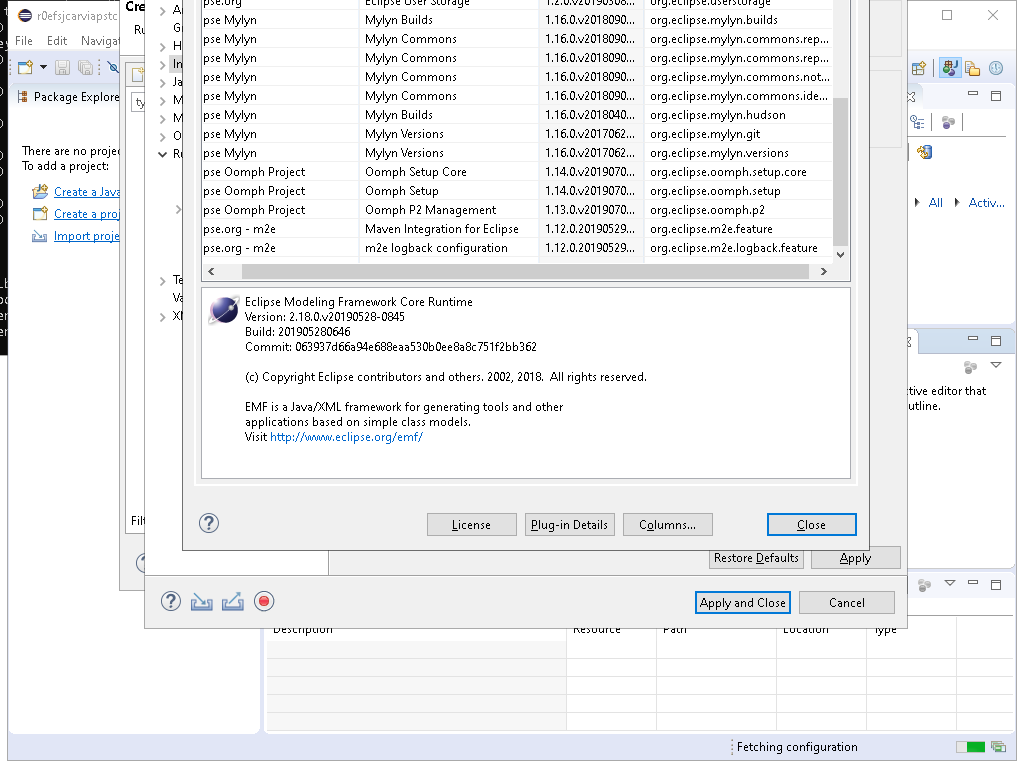 r0efsjcarviapstc
File Edit Navigat
Package Explore
There are no projec
To add a project:
Create a Java
Create a proj
Import proje
Cre
Ru
ty
Filt
A
G
H
In
Ja
M
M
O
Ru
Te
Va
XM
pse.org Eclipse User Storage 1.2.0.v20190308... org.eclipse.userstorage
pse Mylyn Mylyn Builds 1.16.0.v2018090... org.eclipse.mylyn.builds
pse Mylyn Mylyn Commons 1.16.0.v2018090... org.eclipse.mylyn.commons.rep...
pse Mylyn Mylyn Commons 1.16.0.v2018090... org.eclipse.mylyn.commons.rep...
pse Mylyn Mylyn Commons 1.16.0.v2018090... org.eclipse.mylyn.commons.not...
pse Mylyn Mylyn Commons 1.16.0.v2018090... org.eclipse.mylyn.commons.ide...
pse Mylyn Mylyn Builds 1.16.0.v2018040... org.eclipse.mylyn.hudson
pse Mylyn Mylyn Versions 1.16.0.v2017062... org.eclipse.mylyn.git
pse Mylyn Mylyn Versions 1.16.0.v2017062... org.eclipse.mylyn.versions
pse Oomph Project Oomph Setup Core 1.14.0.v2019070... org.eclipse.oomph.setup.core
pse Oomph Project Oomph Setup 1.14.0.v2019070... org.eclipse.oomph.setup
pse Oomph Project Oomph P2 Management 1.13.0.v2019070... org.eclipse.oomph.p2
pse.org - m2e Maven Integration for Eclipse 1.12.0.20190529... org.eclipse.m2e.feature
pse.org - m2e m2e logback configuration 1.12.0.20190529... org.eclipse.m2e.logback.feature
Eclipse Modeling Framework Core Runtime
Version: 2.18.0.v20190528-0845
Build: 201905280646
Commit: 063937d66a94e688eaa530b0ee8a8c751f2bb362
(c) Copyright Eclipse contributors and others. 2002, 2018. All rights reserved.
EMF is a Java/XML framework for generating tools and other
applications based on simple class models.
Visit http://www.eclipse.org/emf/
License Plug-in Details Columns... Close
Restore Defaults Apply
Apply and Close Cancel
All Activ...
ctive editor that
utline.
Description Resource Path Location Type
Fetching configuration